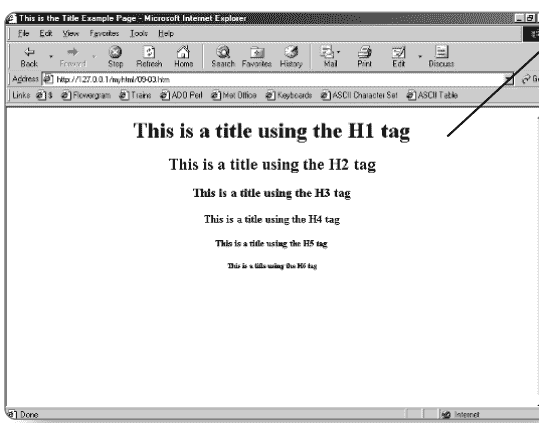 This is the Title Example Page - Microsoft Internet Explorer
File Edit View Favorites Tools Help
Back Forward Stop Refresh Home Search Favorites History Mail Print Edit Discuss
Address http://127.0.0.1/myhtml/09-03.htm Go
Links $ Flowergram Trains ADO Perl Met Office Keyboards ASCII Character Set ASCII Table
This is a title using the H1 tag
This is a title using the H2 tag
This is a title using the H3 tag
This is a title using the H4 tag
This is a title using the H5 tag
This is a title using the H6 tag
Done Internet